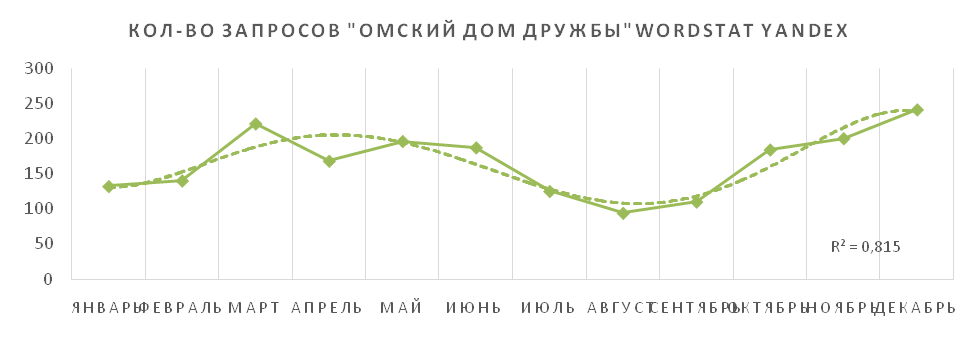 КОЛ-ВО ЗАПРОСОВ "ОМСКИЙ ДОМ ДРУЖБЫ"WORDSTAT YANDEX
300
250
200
150
100
50
0
R² = 0,815
ЯНВАРЬ ФЕВРАЛЬ МАРТ АПРЕЛЬ МАЙ ИЮНЬ ИЮЛЬ АВГУСТ СЕНТЯБРЬ ОКТЯБРЬ НОЯБРЬ ДЕКАБРЬ